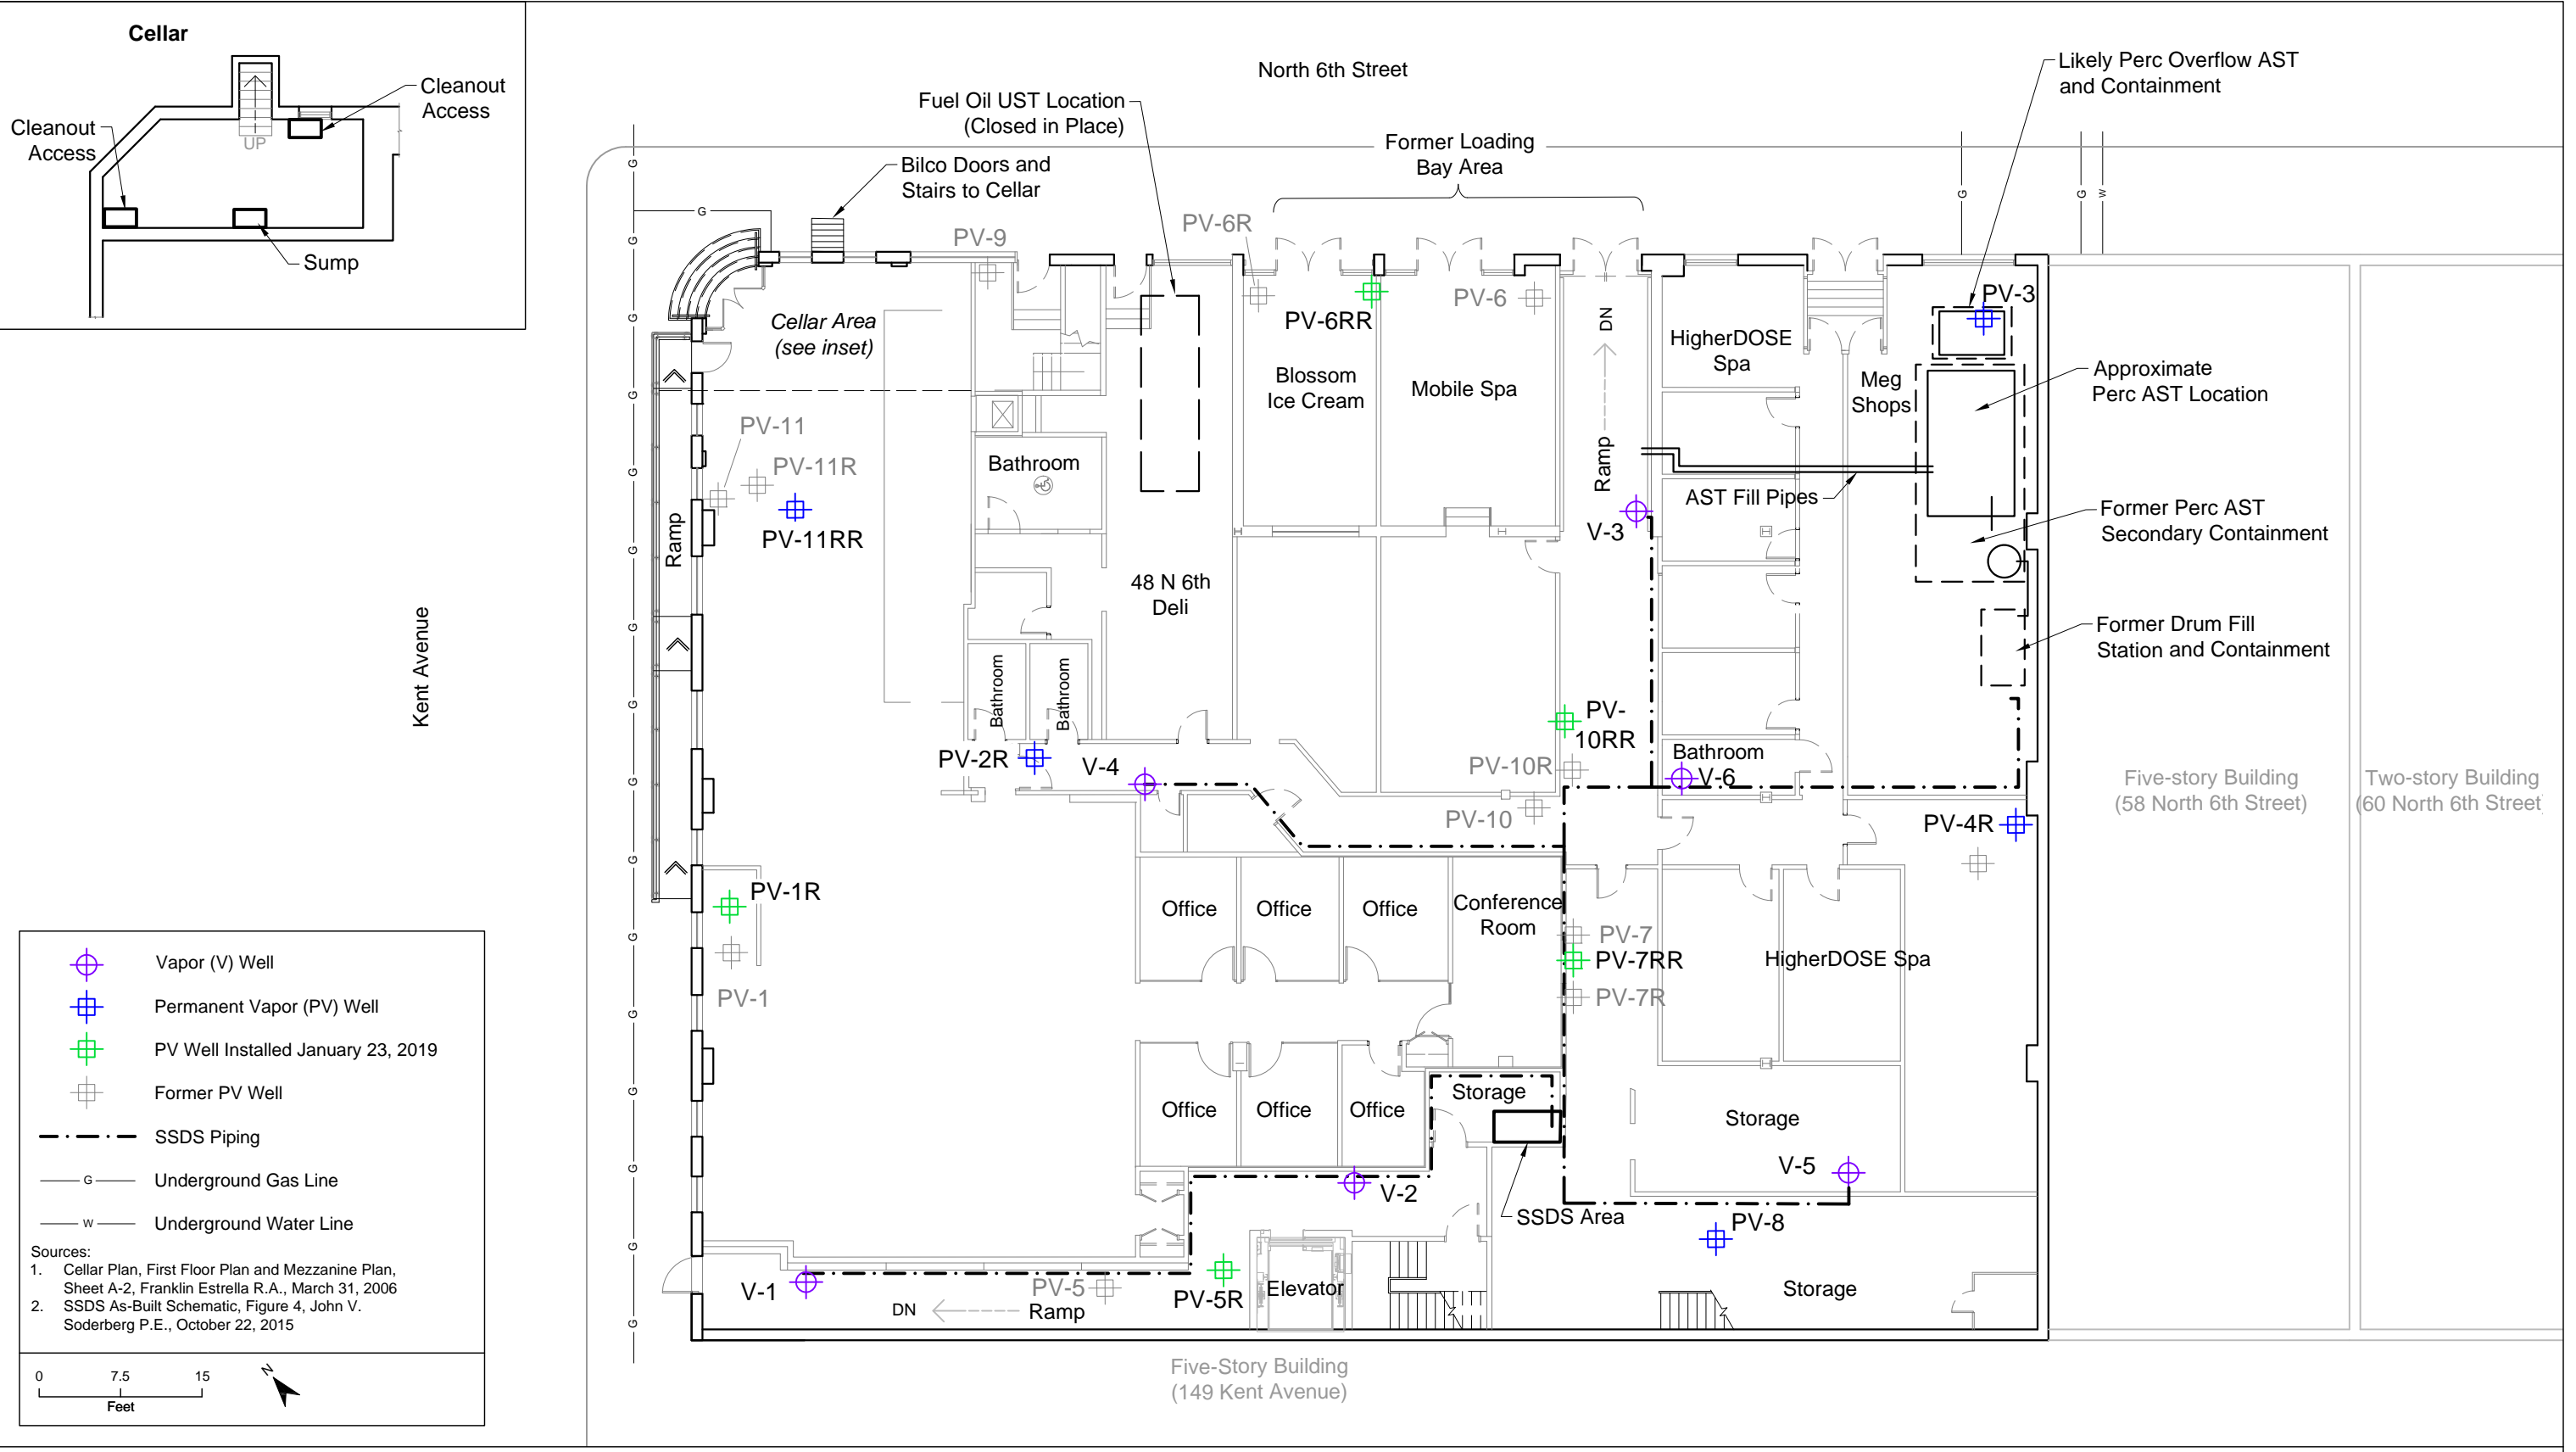 Cellar
Cleanout
Access
Cleanout
Access
UP
Sump
North 6th Street
Likely Perc Overflow AST
and Containment
Fuel Oil UST Location
(Closed in Place)
Former Loading
Bay Area
Bilco Doors and
Stairs to Cellar
G
G
G
W
G
G
G
PV-9
PV-6R
PV-6
PV-6RR
PV-3
Cellar Area
(see inset)
DN
HigherDOSE
Spa
Blossom
Ice Cream
Mobile Spa
Meg
Shops
Approximate
Perc AST Location
PV-11
PV-11R
PV-11RR
Bathroom
Ramp
Ramp
AST Fill Pipes
V-3
Former Perc AST
Secondary Containment
48 N 6th
Deli
Kent Avenue
Former Drum Fill
Station and Containment
Bathroom
Bathroom
PV-
10RR
PV-2R
V-4
PV-10R
PV-10
Bathroom
V-6
Five-story Building
(58 North 6th Street)
Two-story Building
(60 North 6th Street
PV-4R
PV-1R
PV-1
Office
Office
Office
Conference
Room
PV-7
PV-7RR
PV-7R
HigherDOSE Spa
Office
Office
Office
Storage
Storage
V-5
V-2
SSDS Area
PV-8
V-1
DN
Ramp
PV-5
PV-5R
Elevator
Storage
Five-Story Building
(149 Kent Avenue)
G
G
G
G
G
G
G
G
G
G
G
G
G
Vapor (V) Well
Permanent Vapor (PV) Well
PV Well Installed January 23, 2019
Former PV Well
SSDS Piping
G Underground Gas Line
W Underground Water Line
Sources:
1. Cellar Plan, First Floor Plan and Mezzanine Plan,
Sheet A-2, Franklin Estrella R.A., March 31, 2006
2. SSDS As-Built Schematic, Figure 4, John V.
Soderberg P.E., October 22, 2015
0 7.5 15
Feet
N